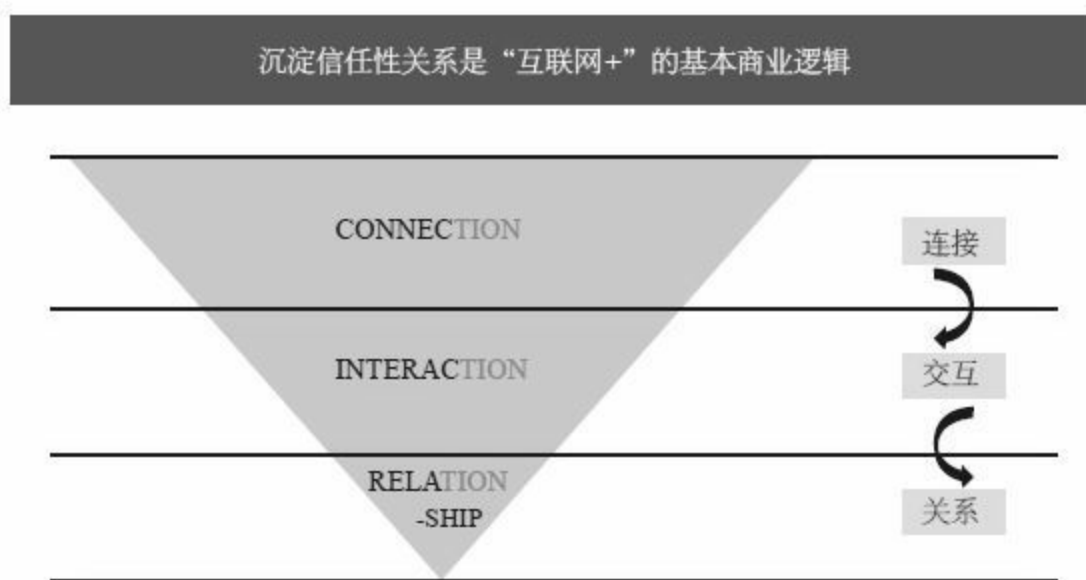 沉淀信任性关系是“互联网+”的基本商业逻辑
CONNECTION
连接
INTERACTION
交互
RELATION
-SHIP
关系